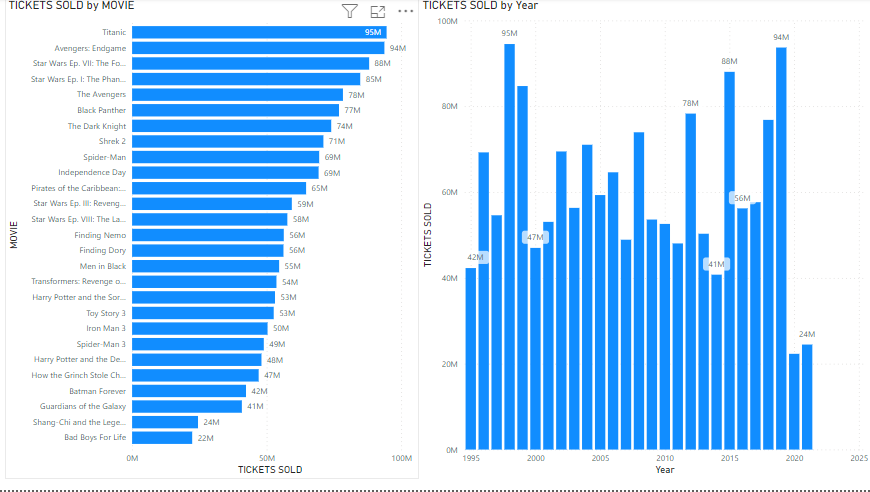 TICKETS SOLD by MOVIE
Titanic 95M
Avengers: Endgame 94M
Star Wars Ep. VII: The Fo... 88M
Star Wars Ep. I: The Phan... 85M
The Avengers 78M
Black Panther 77M
The Dark Knight 74M
Shrek 2 71M
Spider-Man 69M
Independence Day 69M
Pirates of the Caribbean:... 65M
Star Wars Ep. III: Reveng... 59M
Star Wars Ep. VIII: The La... 58M
Finding Nemo 56M
Finding Dory 56M
Men in Black 55M
Transformers: Revenge o... 54M
Harry Potter and the Sor... 53M
Toy Story 3 53M
Iron Man 3 50M
Spider-Man 3 49M
Harry Potter and the De... 48M
How the Grinch Stole Ch... 47M
Batman Forever 42M
Guardians of the Galaxy 41M
Shang-Chi and the Lege... 24M
Bad Boys For Life 22M
MOVIE
0M 50M 100M
TICKETS SOLD
TICKETS SOLD by Year
100M
80M
60M
40M
20M
0M
TICKETS SOLD
42M
95M
47M
78M
41M
88M
56M
94M
24M
1995 2000 2005 2010 2015 2020 2025
Year